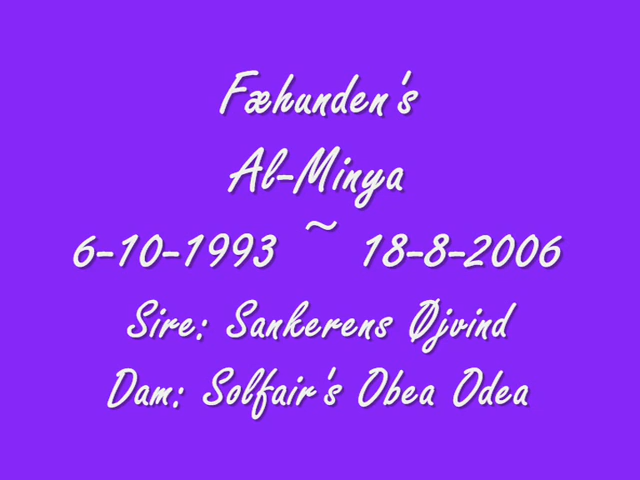 Fæhunden's
Al-Minya
6-10-1993 ~ 18-8-2006
Sire: Sankerens Øjvind
Dam: Solfair's Obea Odea